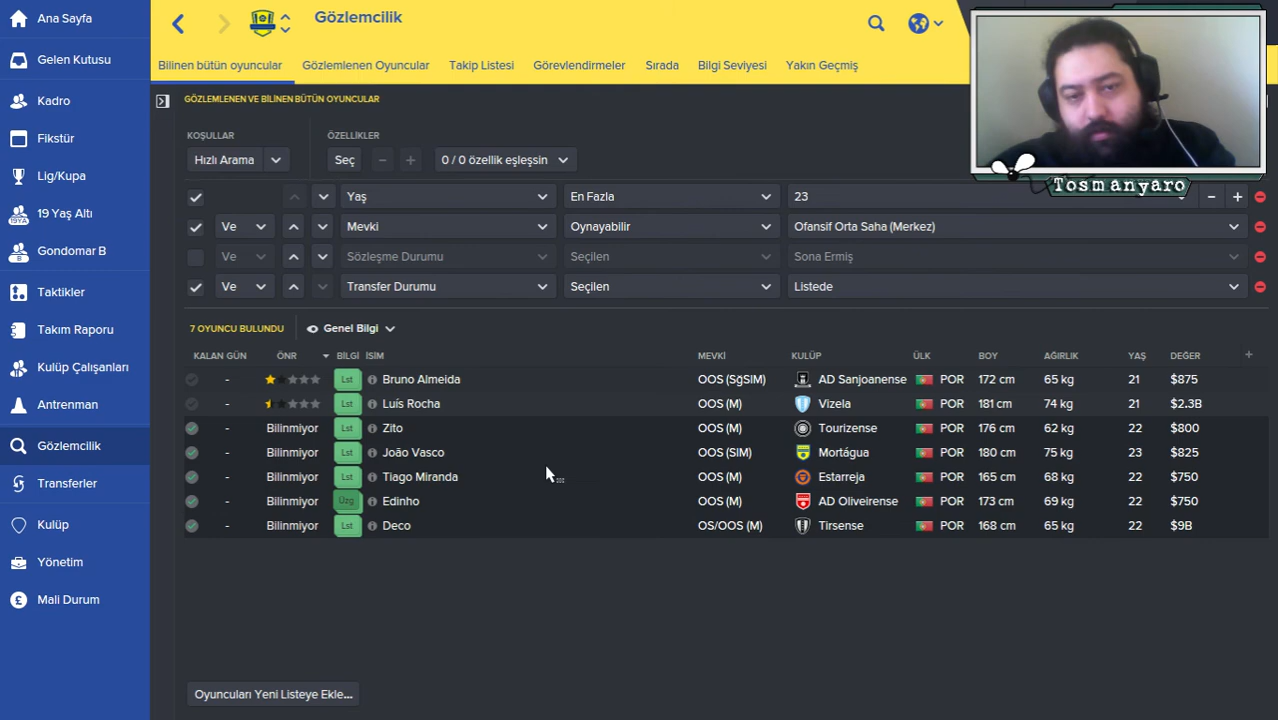 Ana Sayfa
Gelen Kutusu
Kadro
Fikstür
Lig/Kupa
19 Yaş Altı
Gondomar B
Taktikler
Takım Raporu
Kulüp Çalışanları
Antrenman
Gözlemcilik
Transferler
Kulüp
Yönetim
Mali Durum
Gözlemcilik
Bilinen bütün oyuncular Gözlemlenen Oyuncular Takip Listesi Görevlendirmeler Sırada Bilgi Seviyesi Yakın Geçmiş
Tosmanyaro
GÖZLEMLENEN VE BİLİNEN BÜTÜN OYUNCULAR
KOŞULLAR ÖZELLİKLER
Hızlı Arama Seç 0 / 0 özellik eşleşsin
Yaş En Fazla 23
Ve Mevki Oynayabilir Ofansif Orta Saha (Merkez)
Ve Sözleşme Durumu Seçilen Sona Ermiş
Ve Transfer Durumu Seçilen Listede
7 OYUNCU BULUNDU Genel Bilgi
KALAN GÜN ÖNR BİLGİ İSİM MEVKİ KULÜP ÜLK BOY AĞIRLIK YAŞ DEĞER
- Lst Bruno Almeida OOS (SğSIM) AD Sanjoanense POR 172 cm 65 kg 21 $875
- Lst Luís Rocha OOS (M) Vizela POR 181 cm 74 kg 21 $2.3B
- Bilinmiyor Lst Zito OOS (M) Tourizense POR 176 cm 62 kg 22 $800
- Bilinmiyor Lst João Vasco OOS (SIM) Mortágua POR 180 cm 75 kg 23 $825
- Bilinmiyor Lst Tiago Miranda OOS (M) Estarreja POR 165 cm 68 kg 22 $750
- Bilinmiyor Üzg Edinho OOS (M) AD Oliveirense POR 173 cm 69 kg 22 $750
- Bilinmiyor Lst Deco OS/OOS (M) Tirsense POR 168 cm 65 kg 22 $9B
Oyuncuları Yeni Listeye Ekle...